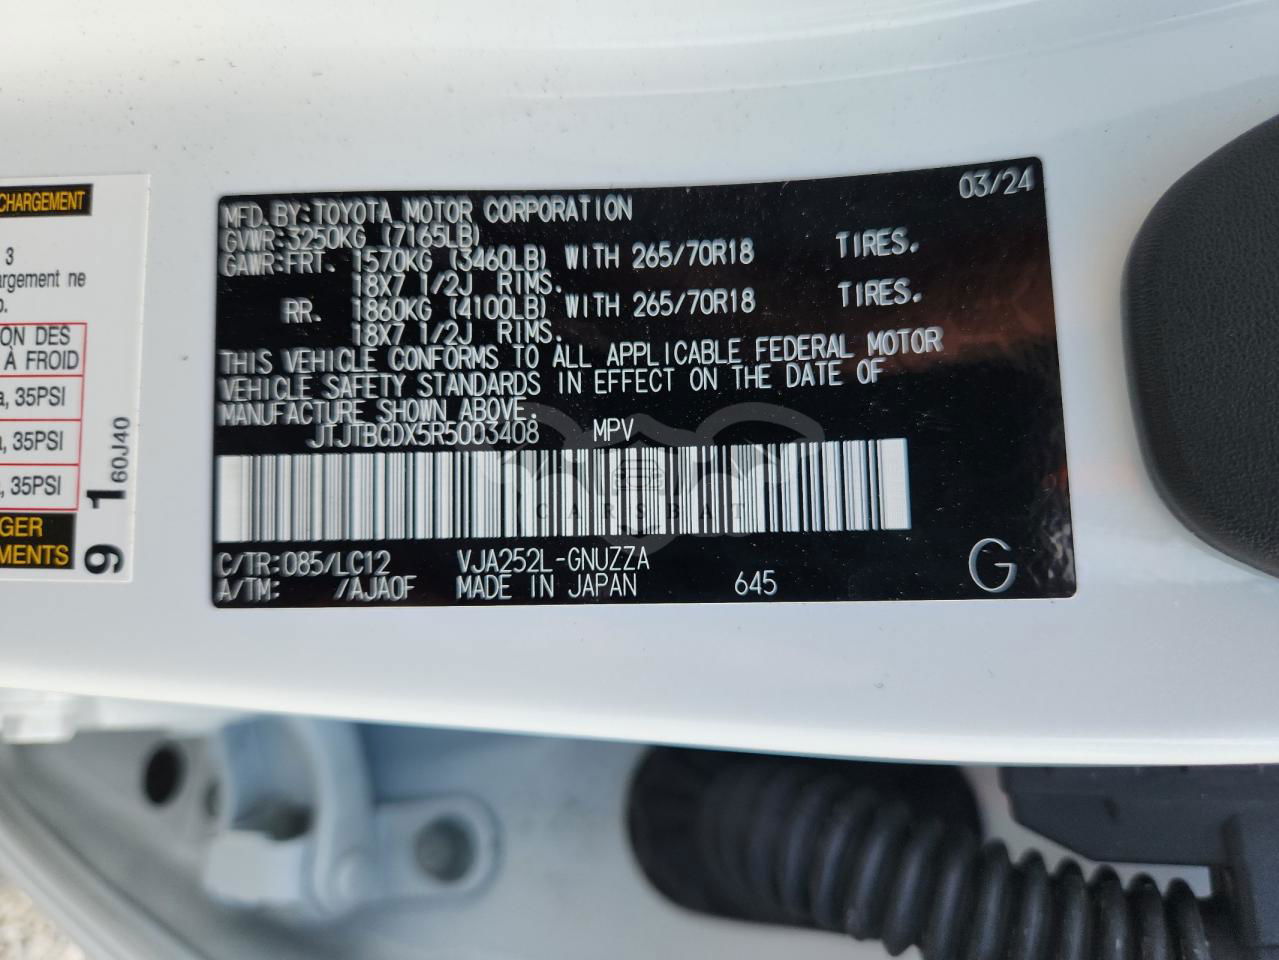 CHARGEMENT
3
argement ne
o.
ON DES
À FROID
a, 35PSI
a, 35PSI
, 35PSI
GER
EMENTS
9 1 60J40
03/24
MFD. BY:TOYOTA MOTOR CORPORATION
GVWR:3250KG (7165LB)
GAWR:FRT. 1570KG (3460LB) WITH 265/70R18 TIRES.
18X7 1/2J RIMS.
RR. 1860KG (4100LB) WITH 265/70R18 TIRES.
18X7 1/2J RIMS.
THIS VEHICLE CONFORMS TO ALL APPLICABLE FEDERAL MOTOR
VEHICLE SAFETY STANDARDS IN EFFECT ON THE DATE OF
MANUFACTURE SHOWN ABOVE.
JTJTBCDX5R5003408 MPV
CARSBAT
C/TR:085/LC12 VJA252L-GNUZZA
A/TM: /AJA0F MADE IN JAPAN 645 G